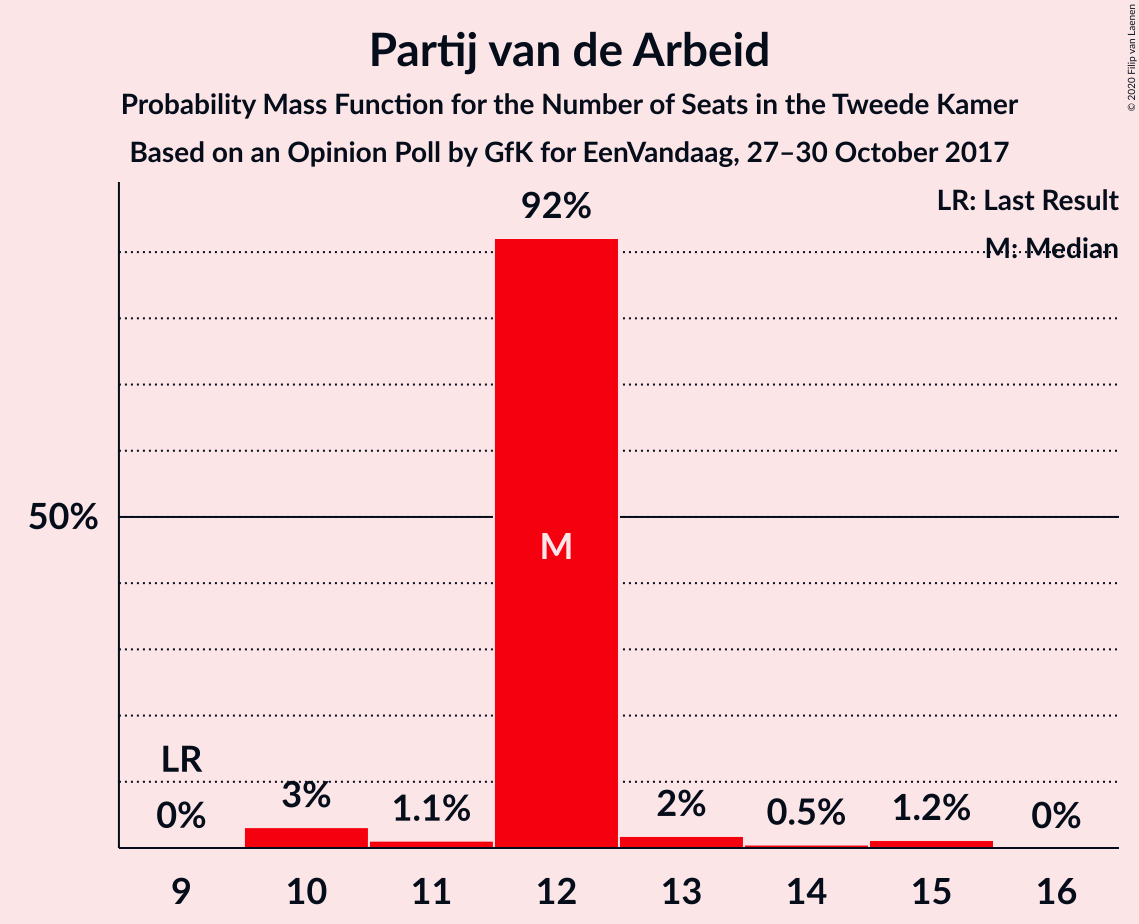 Partij van de Arbeid
Probability Mass Function for the Number of Seats in the Tweede Kamer
Based on an Opinion Poll by GfK for EenVandaag, 27–30 October 2017
© 2020 Filip van Laenen
LR: Last Result
M: Median
92%
50%
M
LR
0%
3%
1.1%
2%
0.5%
1.2%
0%
9 10 11 12 13 14 15 16